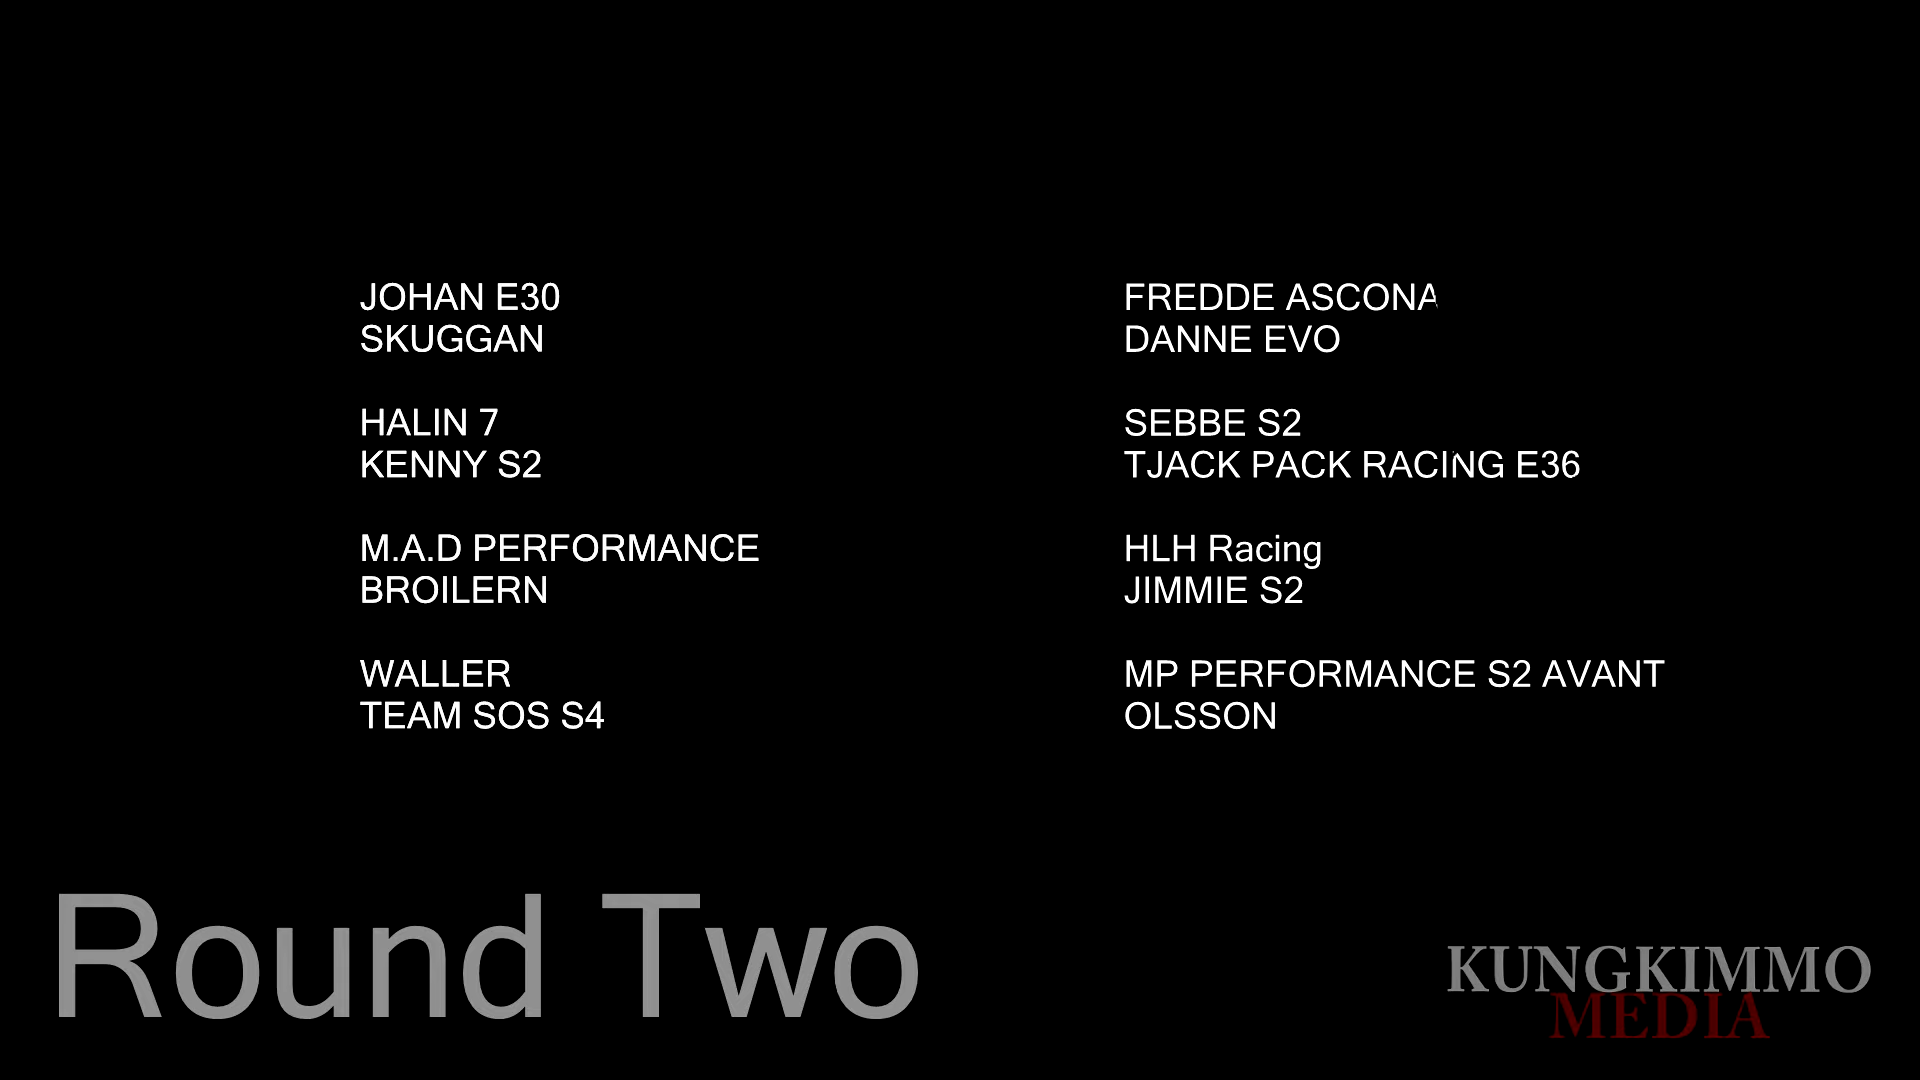 JOHAN E30
SKUGGAN
HALIN 7
KENNY S2
M.A.D PERFORMANCE
BROILERN
WALLER
TEAM SOS S4
FREDDE ASCONA
DANNE EVO
SEBBE S2
TJACK PACK RACING E36
HLH Racing
JIMMIE S2
MP PERFORMANCE S2 AVANT
OLSSON
Round Two
KUNGKIMMO
MEDIA